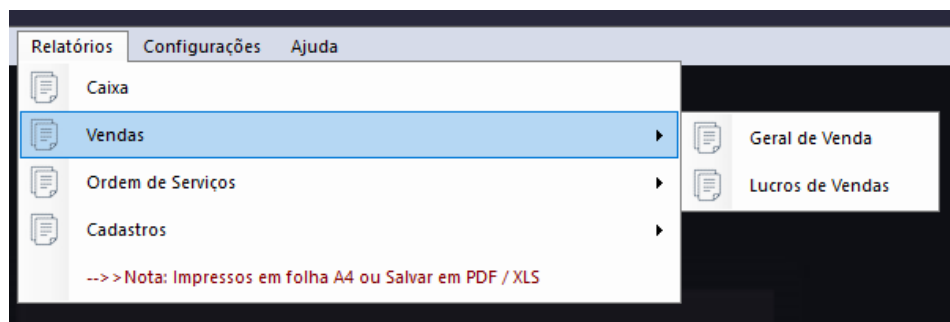 Relatórios Configurações Ajuda
Caixa
Vendas
Geral de Venda
Lucros de Vendas
Ordem de Serviços
Cadastros
-->>Nota: Impressos em folha A4 ou Salvar em PDF / XLS